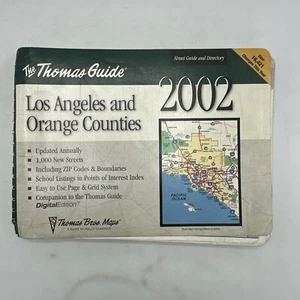 The Thomas Guide
Street Guide and Directory
Los Angeles and
Orange Counties
2002
Updated Annually
1,000 New Streets
Including ZIP Codes & Boundaries
School Listings in Points of Interest Index
Easy to Use Page & Grid System
Companion to the Thomas Guide
DigitalEdition
Thomas Bros. Maps
PACIFIC
OCEAN